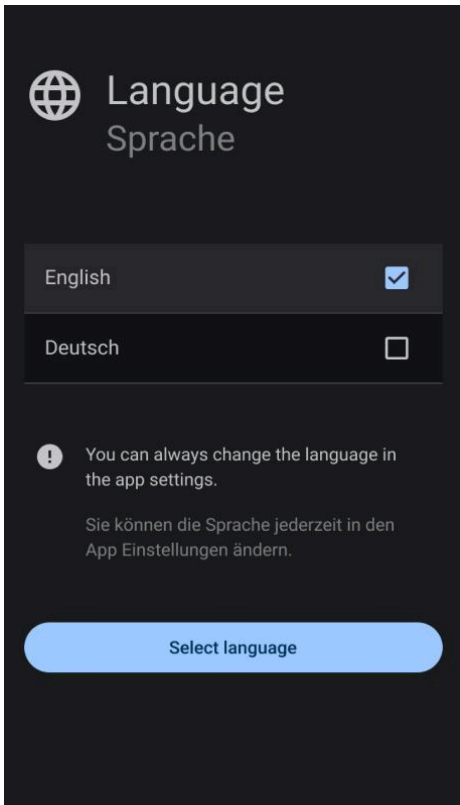 Language
Sprache
English
Deutsch
You can always change the language in
the app settings.
Sie können die Sprache jederzeit in den
App Einstellungen ändern.
Select language